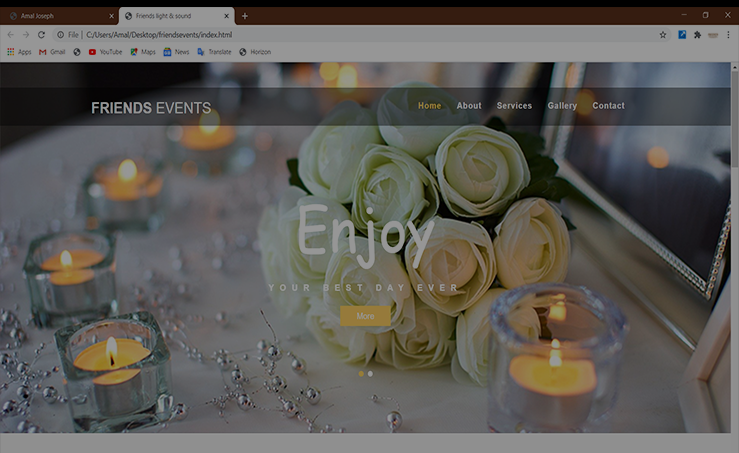 Amal Joseph
Friends light & sound
File | C:/Users/Amal/Desktop/friendsevents/index.html
Apps Gmail YouTube Maps News Translate Horizon
FRIENDS EVENTS
Home About Services Gallery Contact
Enjoy
YOUR BEST DAY EVER
More